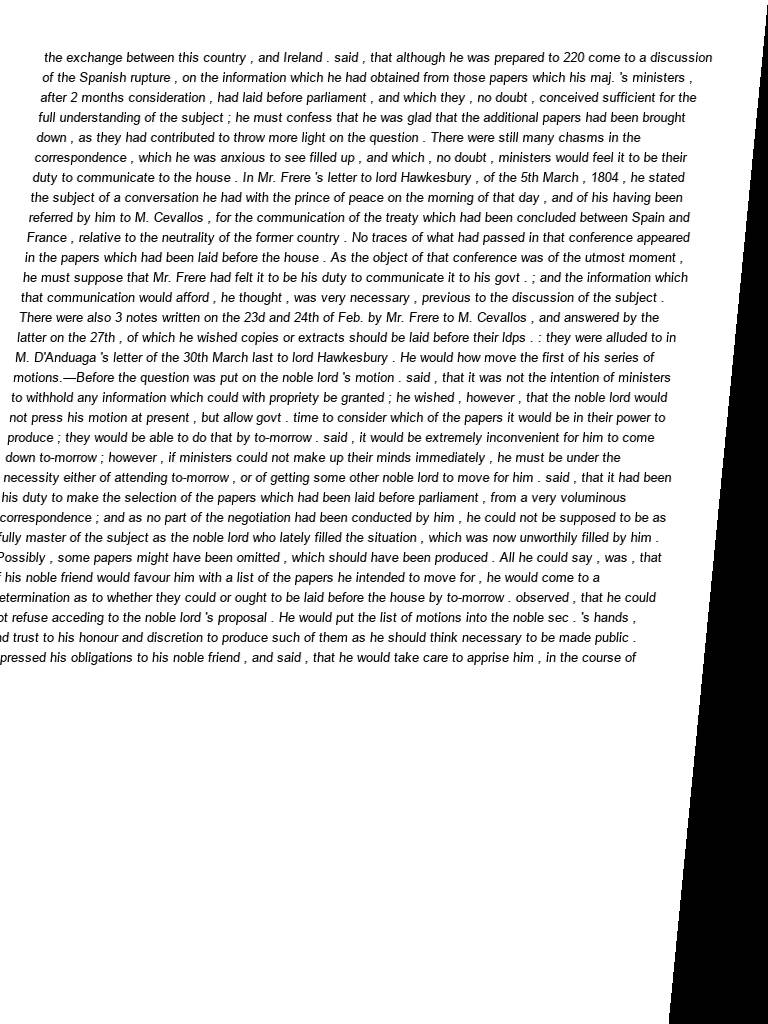 the exchange between this country , and Ireland . said , that although he was prepared to 220 come to a discussion
of the Spanish rupture , on the information which he had obtained from those papers which his maj. 's ministers ,
after 2 months consideration , had laid before parliament , and which they , no doubt , conceived sufficient for the
full understanding of the subject ; he must confess that he was glad that the additional papers had been brought
down , as they had contributed to throw more light on the question . There were still many chasms in the
correspondence , which he was anxious to see filled up , and which , no doubt , ministers would feel it to be their
duty to communicate to the house . In Mr. Frere 's letter to lord Hawkesbury , of the 5th March , 1804 , he stated
the subject of a conversation he had with the prince of peace on the morning of that day , and of his having been
referred by him to M. Cevallos , for the communication of the treaty which had been concluded between Spain and
France , relative to the neutrality of the former country . No traces of what had passed in that conference appeared
in the papers which had been laid before the house . As the object of that conference was of the utmost moment ,
he must suppose that Mr. Frere had felt it to be his duty to communicate it to his govt . ; and the information which
that communication would afford , he thought , was very necessary , previous to the discussion of the subject .
There were also 3 notes written on the 23d and 24th of Feb. by Mr. Frere to M. Cevallos , and answered by the
latter on the 27th , of which he wished copies or extracts should be laid before their ldps . : they were alluded to in
M. D'Anduaga 's letter of the 30th March last to lord Hawkesbury . He would how move the first of his series of
motions.—Before the question was put on the noble lord 's motion . said , that it was not the intention of ministers
to withhold any information which could with propriety be granted ; he wished , however , that the noble lord would
not press his motion at present , but allow govt . time to consider which of the papers it would be in their power to
produce ; they would be able to do that by to-morrow . said , it would be extremely inconvenient for him to come
down to-morrow ; however , if ministers could not make up their minds immediately , he must be under the
necessity either of attending to-morrow , or of getting some other noble lord to move for him . said , that it had been
his duty to make the selection of the papers which had been laid before parliament , from a very voluminous
correspondence ; and as no part of the negotiation had been conducted by him , he could not be supposed to be as
fully master of the subject as the noble lord who lately filled the situation , which was now unworthily filled by him .
Possibly , some papers might have been omitted , which should have been produced . All he could say , was , that
his noble friend would favour him with a list of the papers he intended to move for , he would come to a
etermination as to whether they could or ought to be laid before the house by to-morrow . observed , that he could
ot refuse acceding to the noble lord 's proposal . He would put the list of motions into the noble sec . 's hands ,
nd trust to his honour and discretion to produce such of them as he should think necessary to be made public .
pressed his obligations to his noble friend , and said , that he would take care to apprise him , in the course of